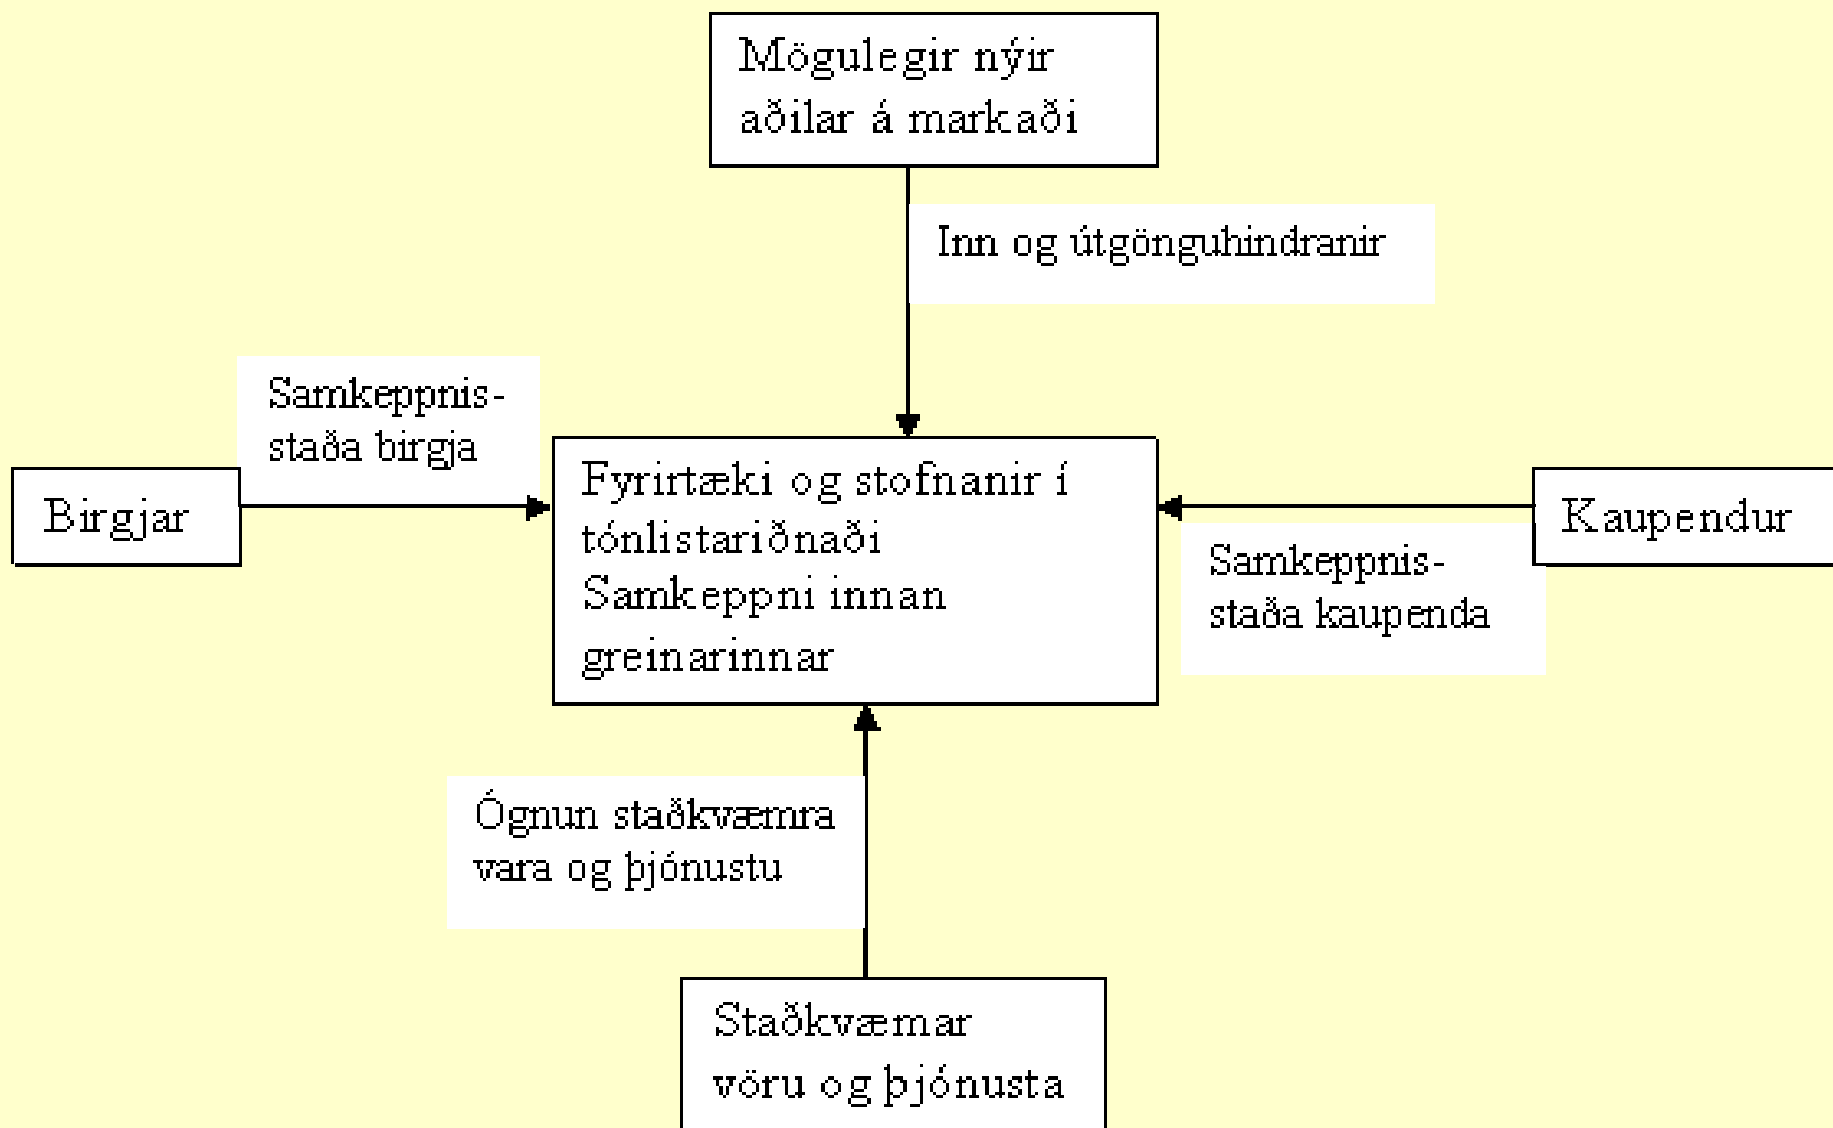 Mögulegir nýir
aðilar á markaði
Inn og útgönguhindranir
Samkeppnis-
staða birgja
Birgjar
Fyrirtæki og stofnanir í
tónlistariðnaði
Samkeppni innan
greinarinnar
Kaupendur
Samkeppnis-
staða kaupenda
Ógnun staðkvæmra
vara og þjónustu
Staðkvæmar
vöru og þjónusta